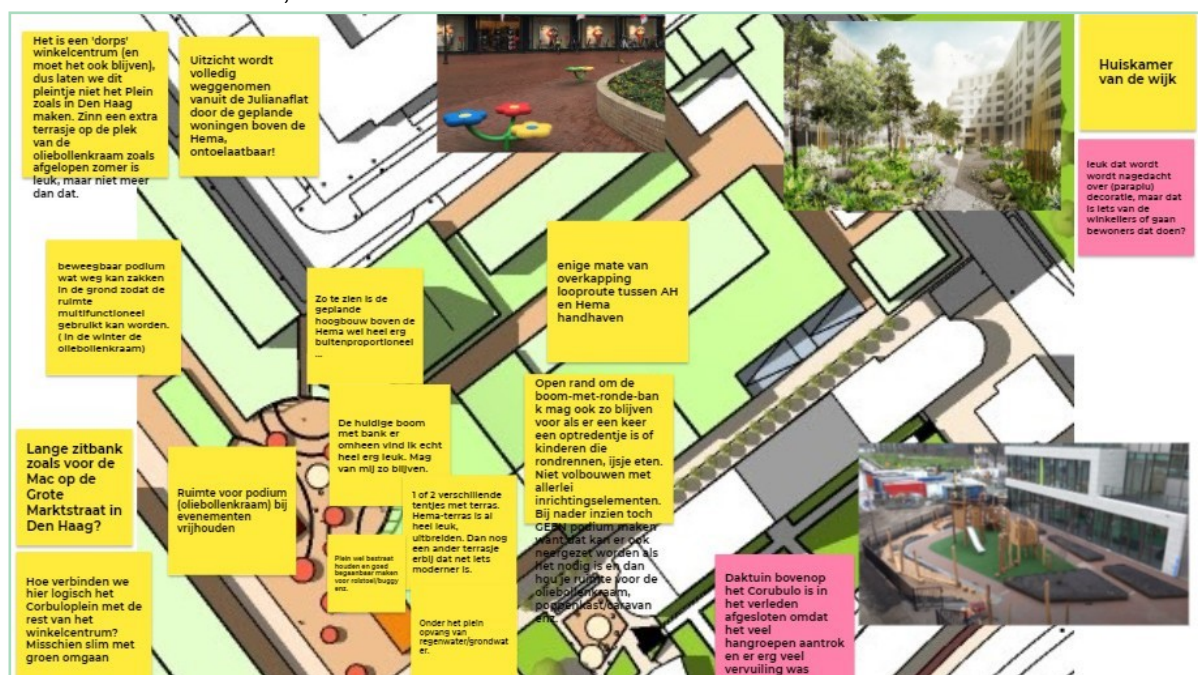 Het is een 'dorps'
winkelcentrum (en
moet het ook blijven),
dus laten we dit
pleintje niet het Plein
zoals in Den Haag
maken. Zinn een extra
terrasje op de plek
van de
oliebollenkraam zoals
afgelopen zomer is
leuk, maar niet meer
dan dat.
Uitzicht wordt
volledig
weggenomen
vanuit de Julianaflat
door de geplande
woningen boven de
Hema,
ontoelaatbaar!
Huiskamer
van de wijk
leuk dat wordt
wordt nagedacht
over (paraplu)
decoratie, maar dat
is iets van de
winkeliers of gaan
bewoners dat doen?
beweegbaar podium
wat weg kan zakken
in de grond zodat de
ruimte
multifunctioneel
gebruikt kan worden.
( in de winter de
oliebollenkraam)
Zo te zien is de
geplande
hoogbouw boven de
Hema wel heel erg
buitenproportioneel
...
enige mate van
overkapping
looproute tussen AH
en Hema
handhaven
De huidige boom
met bank er
omheen vind ik echt
heel erg leuk. Mag
van mij zo blijven.
Open rand om de
boom-met-ronde-ban
k mag ook zo blijven
voor als er een keer
een optredentje is of
kinderen die
rondrennen, ijsje eten.
Niet volbouwen met
allerlei
inrichtingselementen.
Bij nader inzien toch
GEEN podium maken
want dat kan er ook
neergezet worden als
het nodig is en dan
hou je ruimte voor de
oliebollenkraam,
poppenkast/caravan
enz.
Lange zitbank
zoals voor de
Mac op de
Grote
Marktstraat in
Den Haag?
Ruimte voor podium
(oliebollenkraam) bij
evenementen
vrijhouden
1 of 2 verschillende
tentjes met terras.
Hema-terras is al
heel leuk,
uitbreiden. Dan nog
een ander terrasje
erbij dat net iets
moderner is.
Plein wel bestraat
houden en goed
begaanbaar maken
voor rolstoel/buggy
enz.
Onder het plein
opvang van
regenwater/grondwat
er.
Hoe verbinden we
hier logisch het
Corbuloplein met de
rest van het
winkelcentrum?
Misschien slim met
groen omgaan
Daktuin bovenop
het Corubulo is in
het verleden
afgesloten omdat
het veel
hangroepen aantrok
en er erg veel
vervuiling was